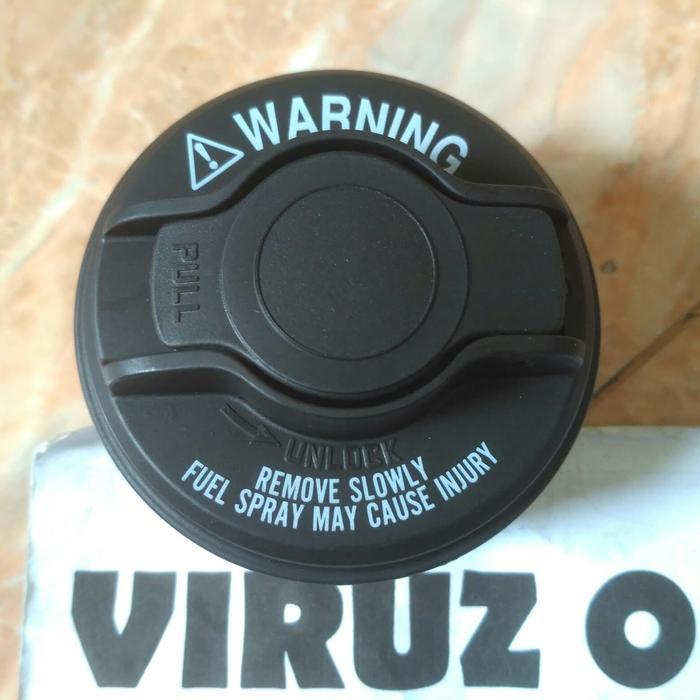 WARNING
PULL
UNLOCK
REMOVE SLOWLY
FUEL SPRAY MAY CAUSE INJURY
VIRUZ O